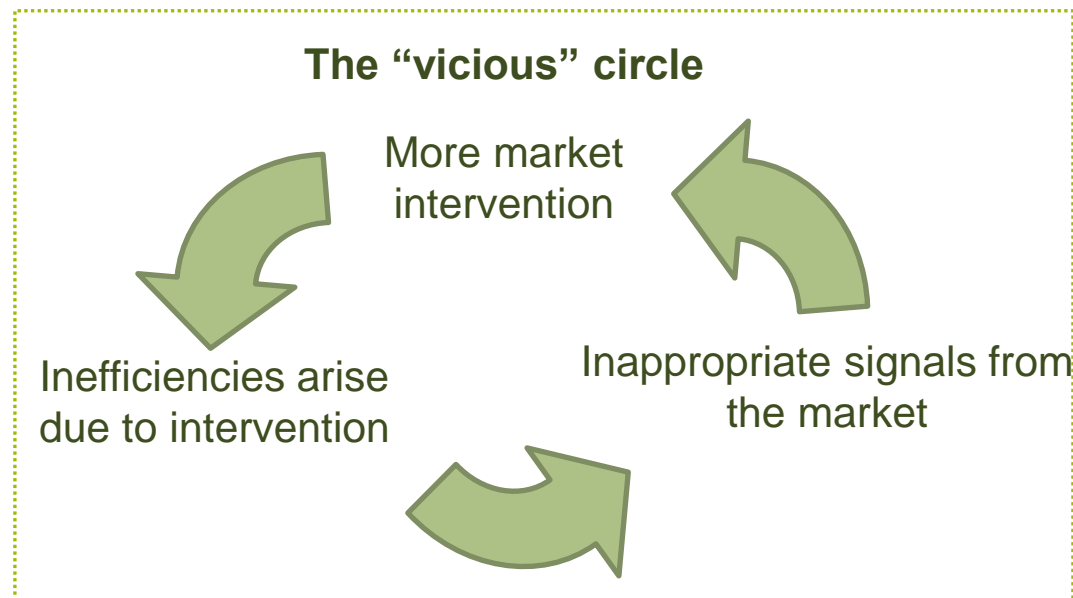 The “vicious” circle
More market
intervention
Inefficiencies arise
due to intervention
Inappropriate signals from
the market